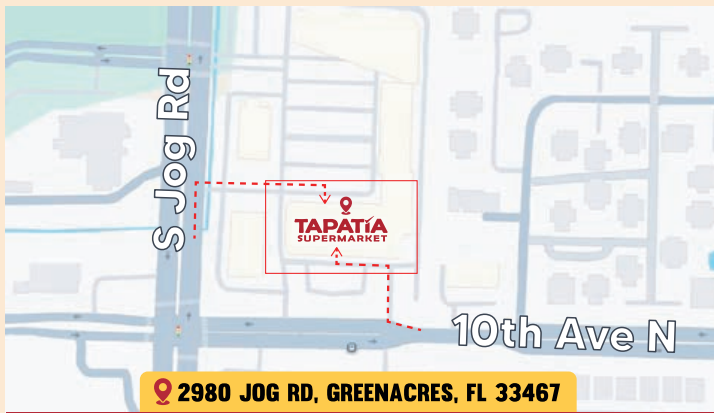 S Jog Rd
TAPATÍA
SUPERMARKET
10th Ave N
2980 JOG RD, GREENACRES, FL 33467